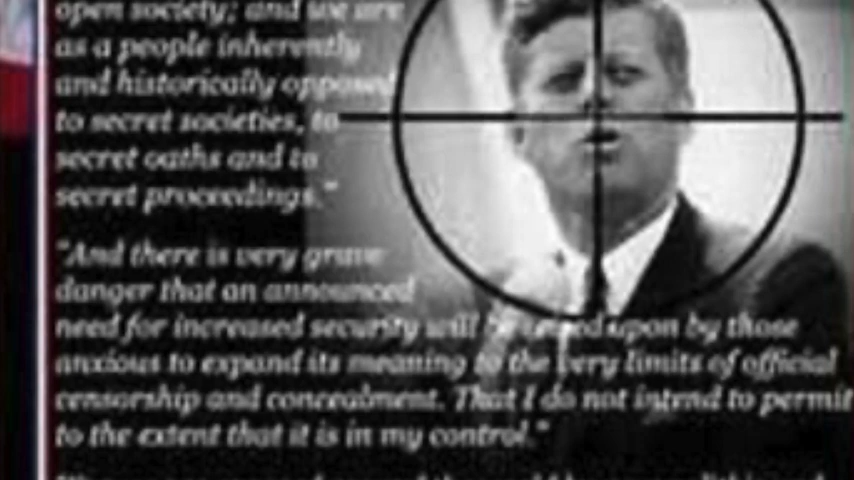 open society; and we are
as a people inherently
and historically opposed
to secret societies, to
secret oaths and to
secret proceedings."
"And there is very grave
danger that an announced
need for increased security will be seized upon by those
anxious to expand its meaning to the very limits of official
censorship and concealment. That I do not intend to permit
to the extent that it is in my control."